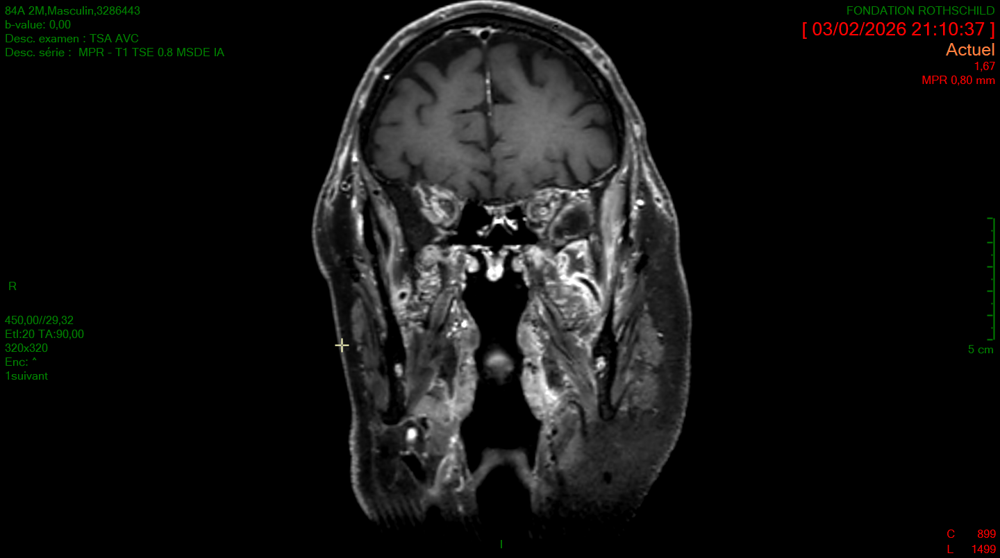 84A 2M,Masculin,3286443
b-value: 0,00
Desc. examen : TSA AVC
Desc. série :  MPR - T1 TSE 0.8 MSDE IA
FONDATION ROTHSCHILD
[ 03/02/2026 21:10:37 ]
Actuel
1,67
MPR 0,80 mm
R
450,00//29,32
Etl:20 TA:90,00
320x320
Enc: ^
1suivant
5 cm
I
C 899
L 1499